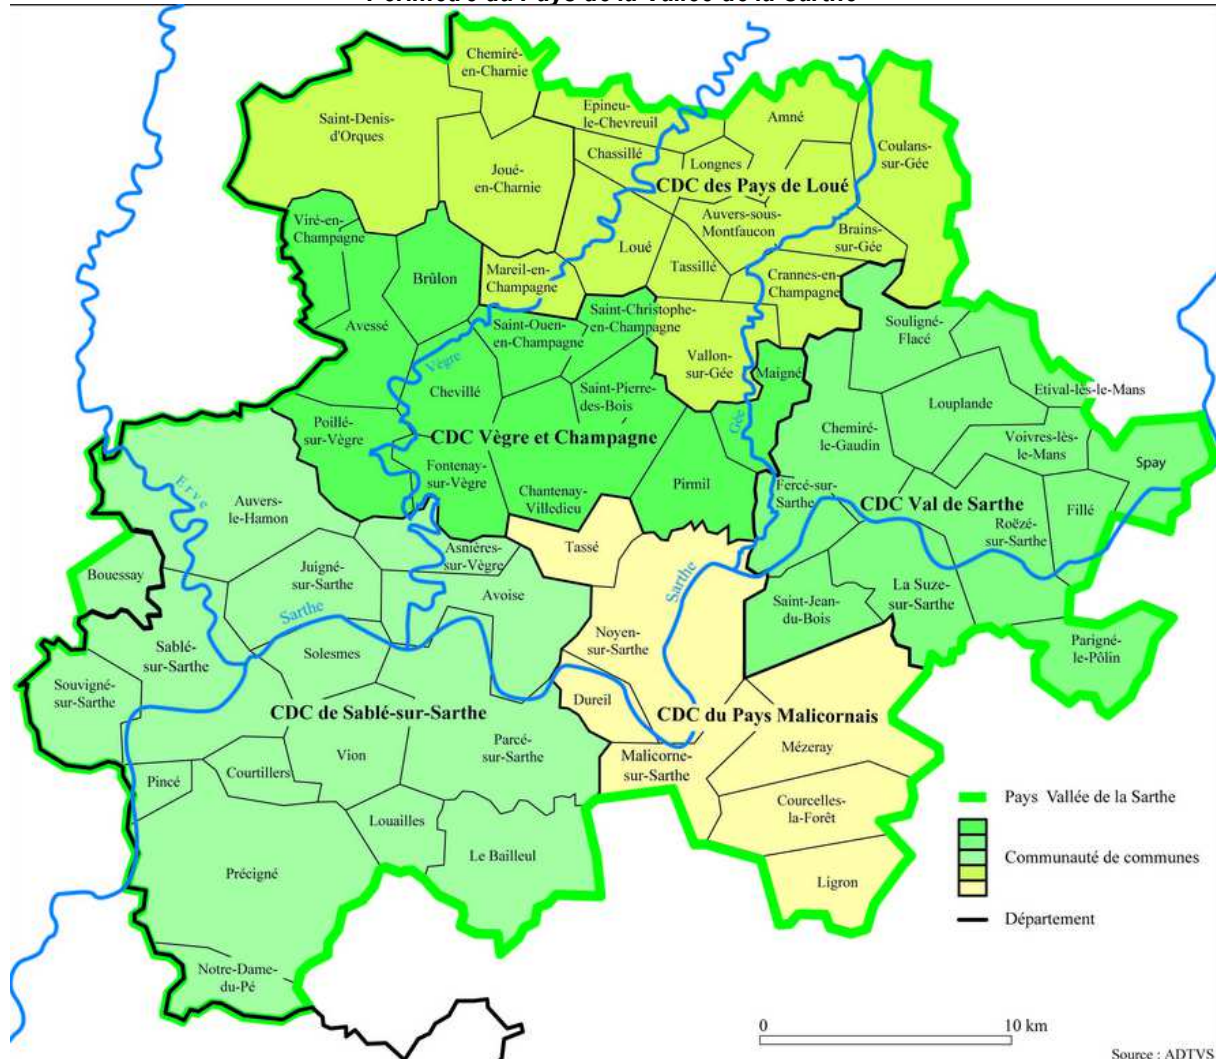 Périmètre du Pays de la Vallée de la Sarthe
Chemiré-
en-Charnie
Saint-Denis-
d'Orques
Epineu-
le-Chevreuil
Amné
Coulans-
sur-Gée
Chassillé
Longnes
Joué-
en-Charnie
CDC des Pays de Loué
Auvers-sous-
Montfaucon
Viré-en-
Champagne
Loué
Brains-
sur-Gée
Tassillé
Brûlon
Mareil-en-
Champagne
Crannes-en-
Champagne
Avessé
Saint-Ouen-
en-Champagne
Saint-Christophe-
en-Champagne
Souligné-
Flacé
Vègre
Vallon-
sur-Gée
Maigné
Chevillé
Saint-Pierre-
des-Bois
Etival-lès-le-Mans
Louplande
Poillé-
sur-Vègre
Gée
Chemiré-
le-Gaudin
CDC Vègre et Champagne
Voivres-lès-
le-Mans
Spay
Fontenay-
sur-Vègre
Erve
Chantenay-
Villedieu
Pirmil
Fercé-sur-
Sarthe
CDC Val de Sarthe
Fillé
Auvers-
le-Hamon
Roëzé-
sur-Sarthe
Asnières-
sur-Vègre
Tassé
Bouessay
Juigné-
sur-Sarthe
Sarthe
La Suze-
sur-Sarthe
Avoise
Saint-Jean-
du-Bois
Sarthe
Noyen-
sur-Sarthe
Parigné-
le-Pôlin
Sablé-
sur-Sarthe
Solesmes
Souvigné-
sur-Sarthe
Dureil
CDC de Sablé-sur-Sarthe
CDC du Pays Malicornais
Parcé-
sur-Sarthe
Mézeray
Vion
Malicorne-
sur-Sarthe
Pincé
Courtillers
Courcelles-
la-Forêt
Louailles
Le Bailleul
Précigné
Ligron
Notre-Dame-
du-Pé
Pays Vallée de la Sarthe
Communauté de communes
Département
0 10 km
Source : ADTVS